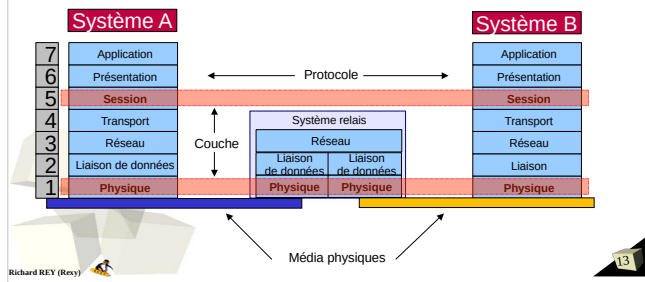 Système A
Système B
7 Application Application
6 Présentation Protocole Présentation
5 Session Session
4 Transport Système relais Transport
3 Réseau Couche Réseau Réseau
2 Liaison de données Liaison de données Liaison de données Liaison
1 Physique Physique Physique Physique
Média physiques
13
Richard REY (Rexy)